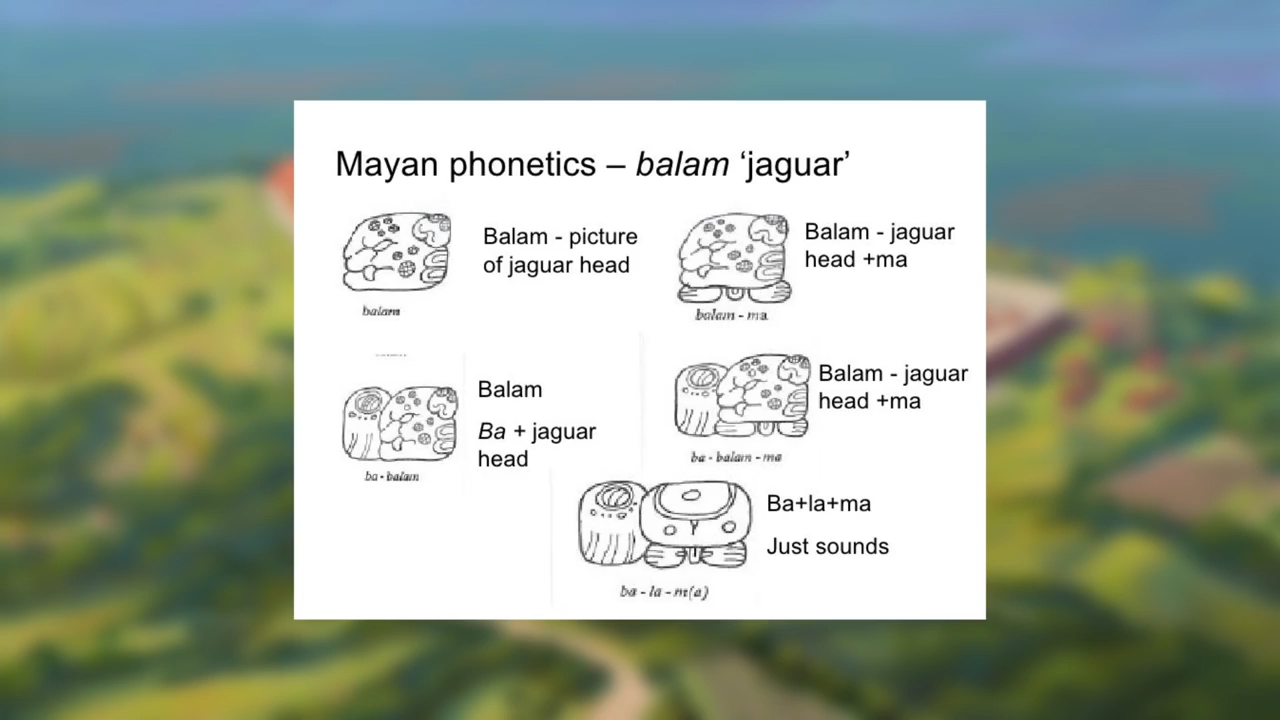 Mayan phonetics – balam ‘jaguar’
Balam - picture
of jaguar head
balam
Balam - jaguar
head +ma
balam - ma
Balam
Ba + jaguar
head
ba - balam
Balam - jaguar
head +ma
ba - balam - ma
Ba+la+ma
Just sounds
ba - la - m(a)